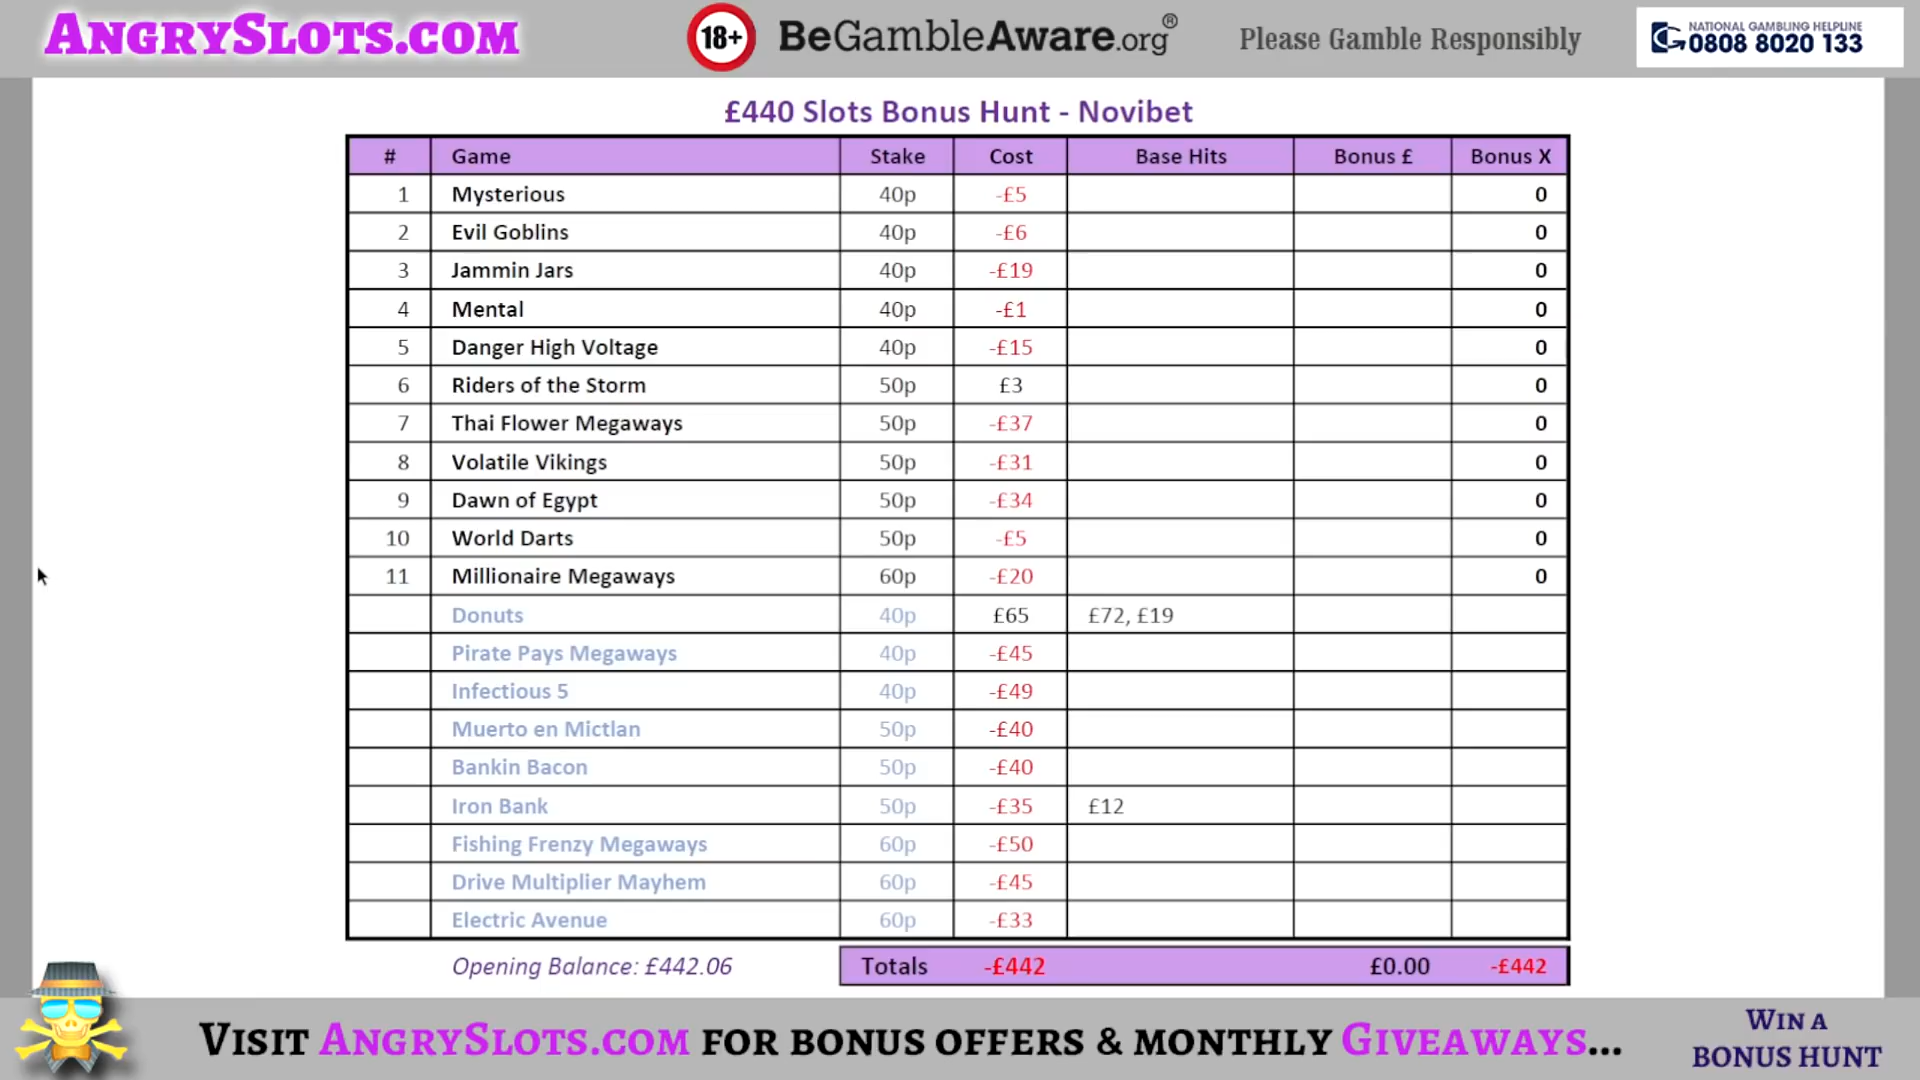 AngrySlots.com
18+
BeGambleAware.org®
Please Gamble Responsibly
NATIONAL GAMBLING HELPLINE
0808 8020 133
£440 Slots Bonus Hunt - Novibet
# Game Stake Cost Base Hits Bonus £ Bonus X
1 Mysterious 40p -£5 0
2 Evil Goblins 40p -£6 0
3 Jammin Jars 40p -£19 0
4 Mental 40p -£1 0
5 Danger High Voltage 40p -£15 0
6 Riders of the Storm 50p £3 0
7 Thai Flower Megaways 50p -£37 0
8 Volatile Vikings 50p -£31 0
9 Dawn of Egypt 50p -£34 0
10 World Darts 50p -£5 0
11 Millionaire Megaways 60p -£20 0
Donuts 40p £65 £72, £19
Pirate Pays Megaways 40p -£45
Infectious 5 40p -£49
Muerto en Mictlan 50p -£40
Bankin Bacon 50p -£40
Iron Bank 50p -£35 £12
Fishing Frenzy Megaways 60p -£50
Drive Multiplier Mayhem 60p -£45
Electric Avenue 60p -£33
Opening Balance: £442.06 Totals -£442 £0.00 -£442
Visit AngrySlots.com for bonus offers & monthly Giveaways...
Win a
Bonus Hunt